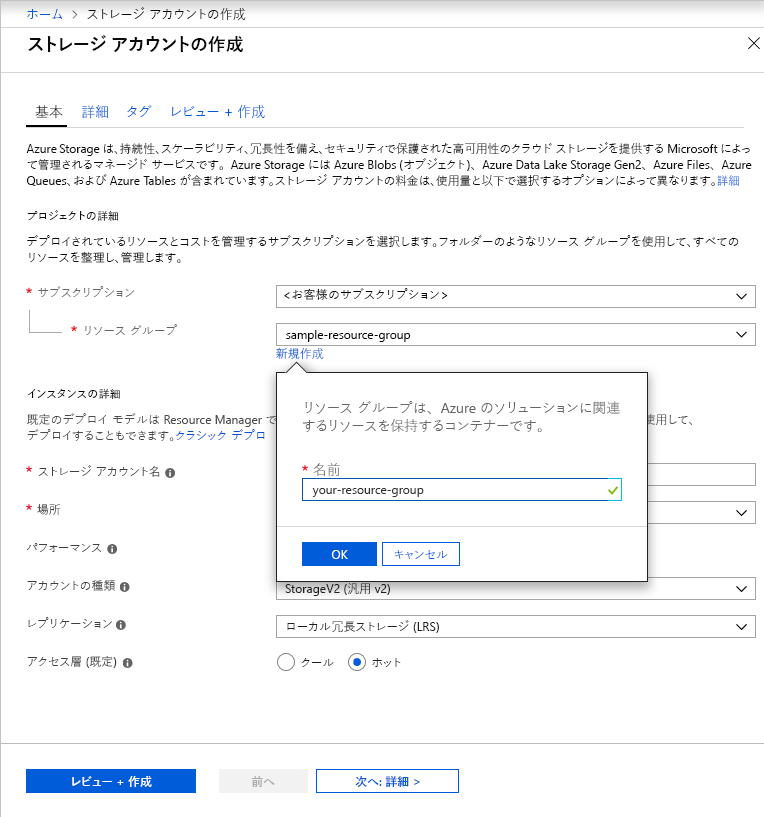 ホーム > ストレージ アカウントの作成
ストレージ アカウントの作成
基本 詳細 タグ レビュー + 作成
Azure Storage は、持続性、スケーラビリティ、冗長性を備え、セキュリティで保護された高可用性のクラウド ストレージを提供する Microsoft によっ
て管理されるマネージド サービスです。 Azure Storage には Azure Blobs (オブジェクト)、Azure Data Lake Storage Gen2、Azure Files、Azure
Queues、および Azure Tables が含まれています。ストレージ アカウントの料金は、使用量と以下で選択するオプションによって異なります。詳細
プロジェクトの詳細
デプロイされているリソースとコストを管理するサブスクリプションを選択します。フォルダーのようなリソース グループを使用して、すべての
リソースを整理し、管理します。
* サブスクリプション
<お客様のサブスクリプション>
* リソース グループ
sample-resource-group
新規作成
リソース グループは、Azure のソリューションに関連
するリソースを保持するコンテナーです。
* 名前
your-resource-group
OK キャンセル
インスタンスの詳細
既定のデプロイ モデルは Resource Manager で
使用して、
デプロイすることもできます。クラシック デプロ
* ストレージ アカウント名
* 場所
パフォーマンス
アカウントの種類
StorageV2 (汎用 v2)
レプリケーション
ローカル冗長ストレージ (LRS)
アクセス層 (既定)
クール ホット
レビュー + 作成 前へ 次へ: 詳細 >